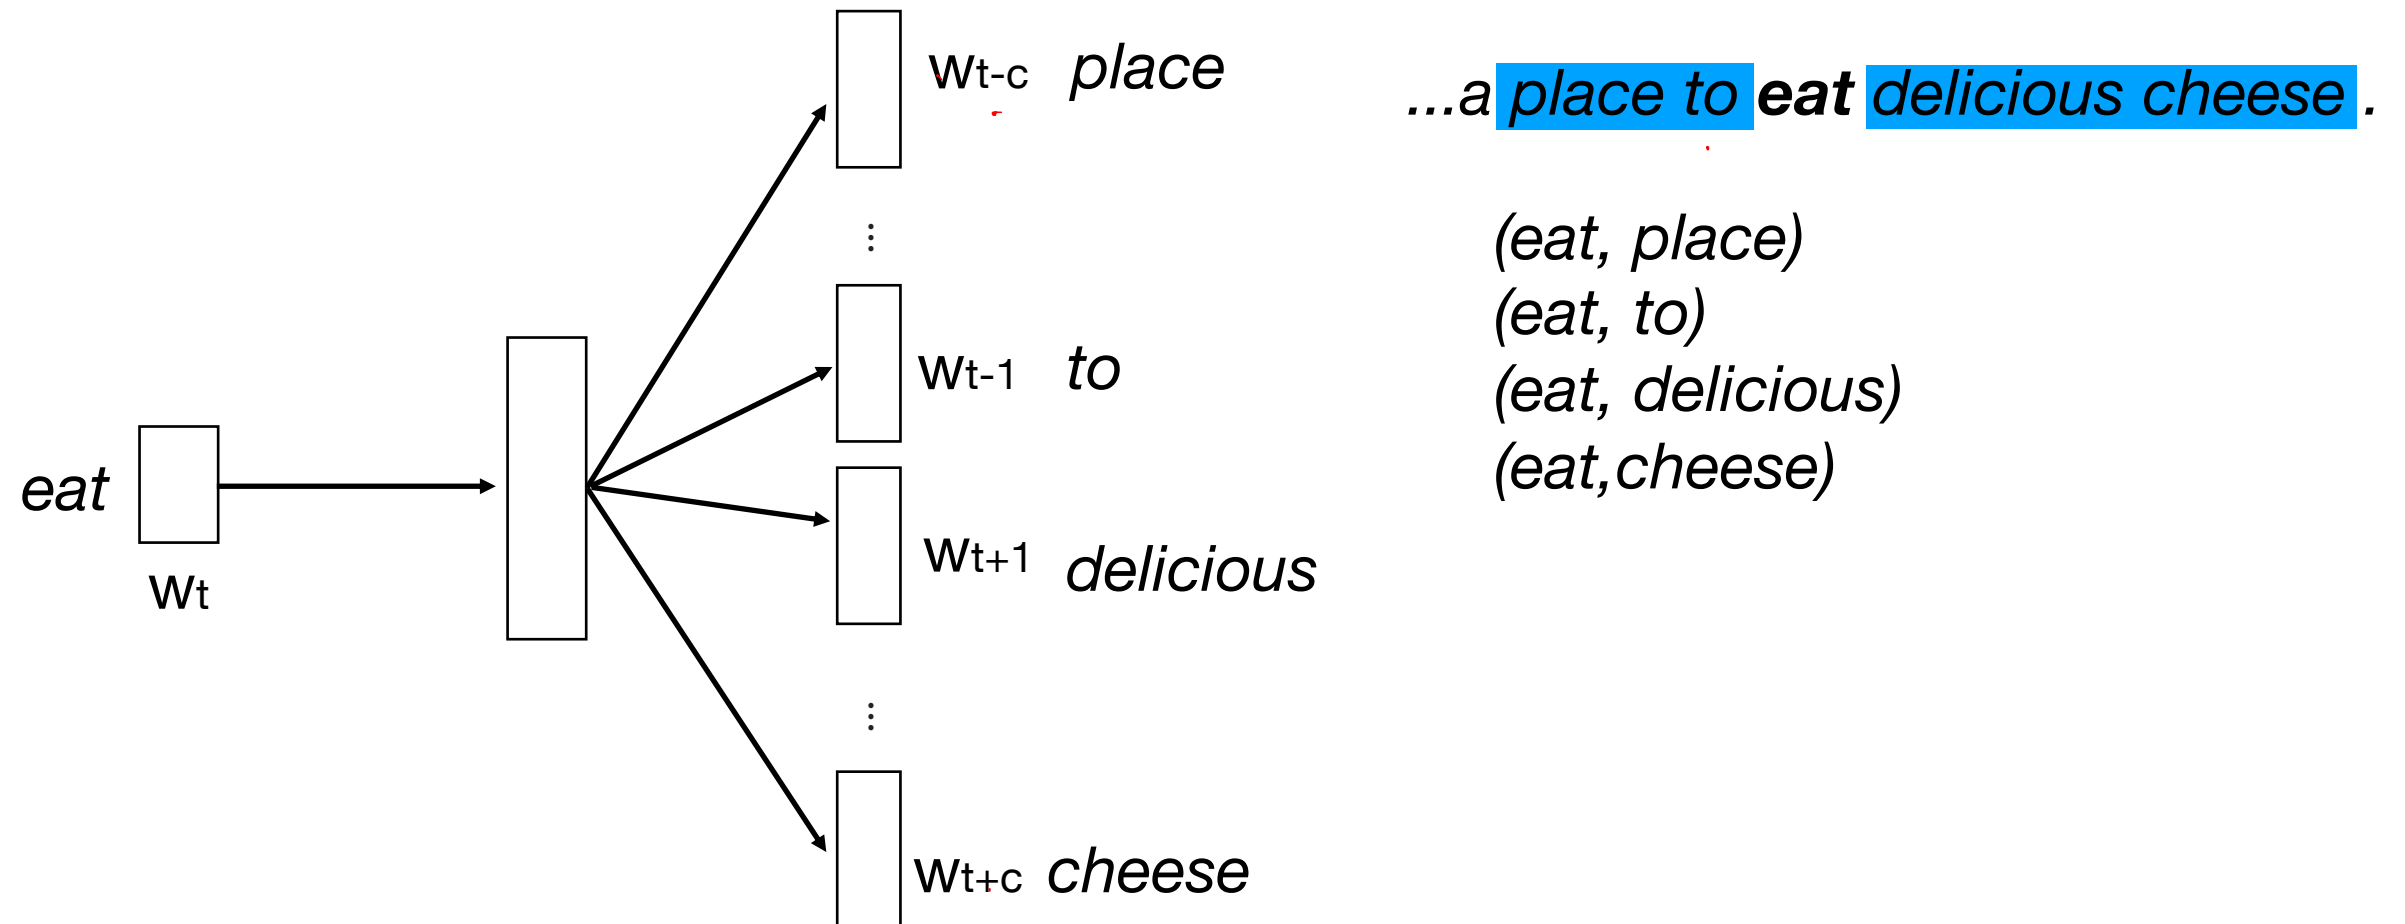 wt-c place
...a place to eat delicious cheese .
(eat, place)
(eat, to)
wt-1 to
(eat, delicious)
(eat,cheese)
eat
wt
wt+1 delicious
wt+c cheese